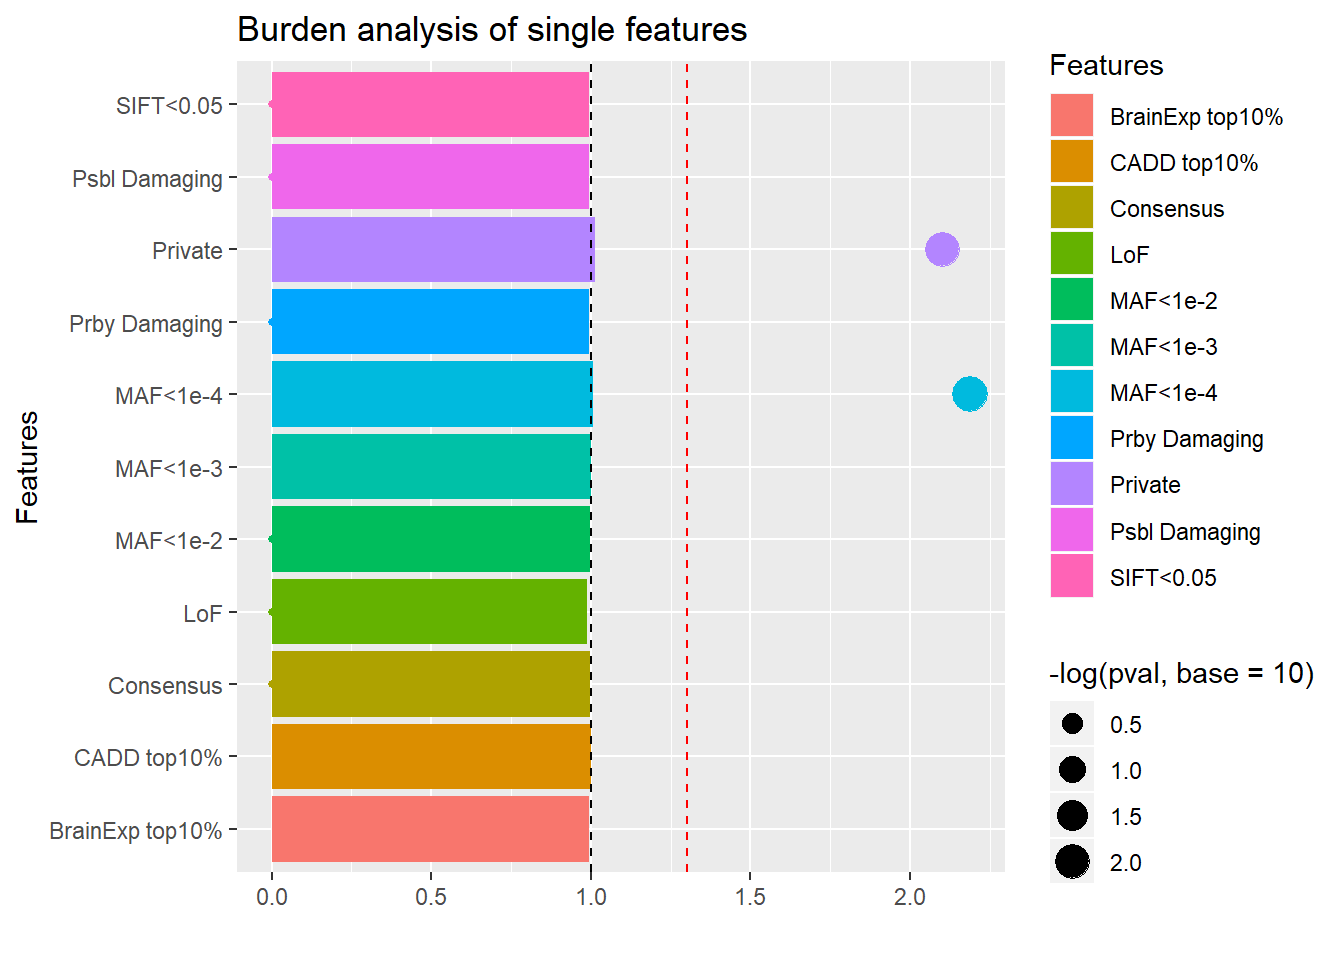 Burden analysis of single features
Features
SIFT<0.05
Psbl Damaging
Private
Prby Damaging
MAF<1e-4
MAF<1e-3
MAF<1e-2
LoF
Consensus
CADD top10%
BrainExp top10%
0.0 0.5 1.0 1.5 2.0
Features
BrainExp top10%
CADD top10%
Consensus
LoF
MAF<1e-2
MAF<1e-3
MAF<1e-4
Prby Damaging
Private
Psbl Damaging
SIFT<0.05
-log(pval, base = 10)
0.5
1.0
1.5
2.0